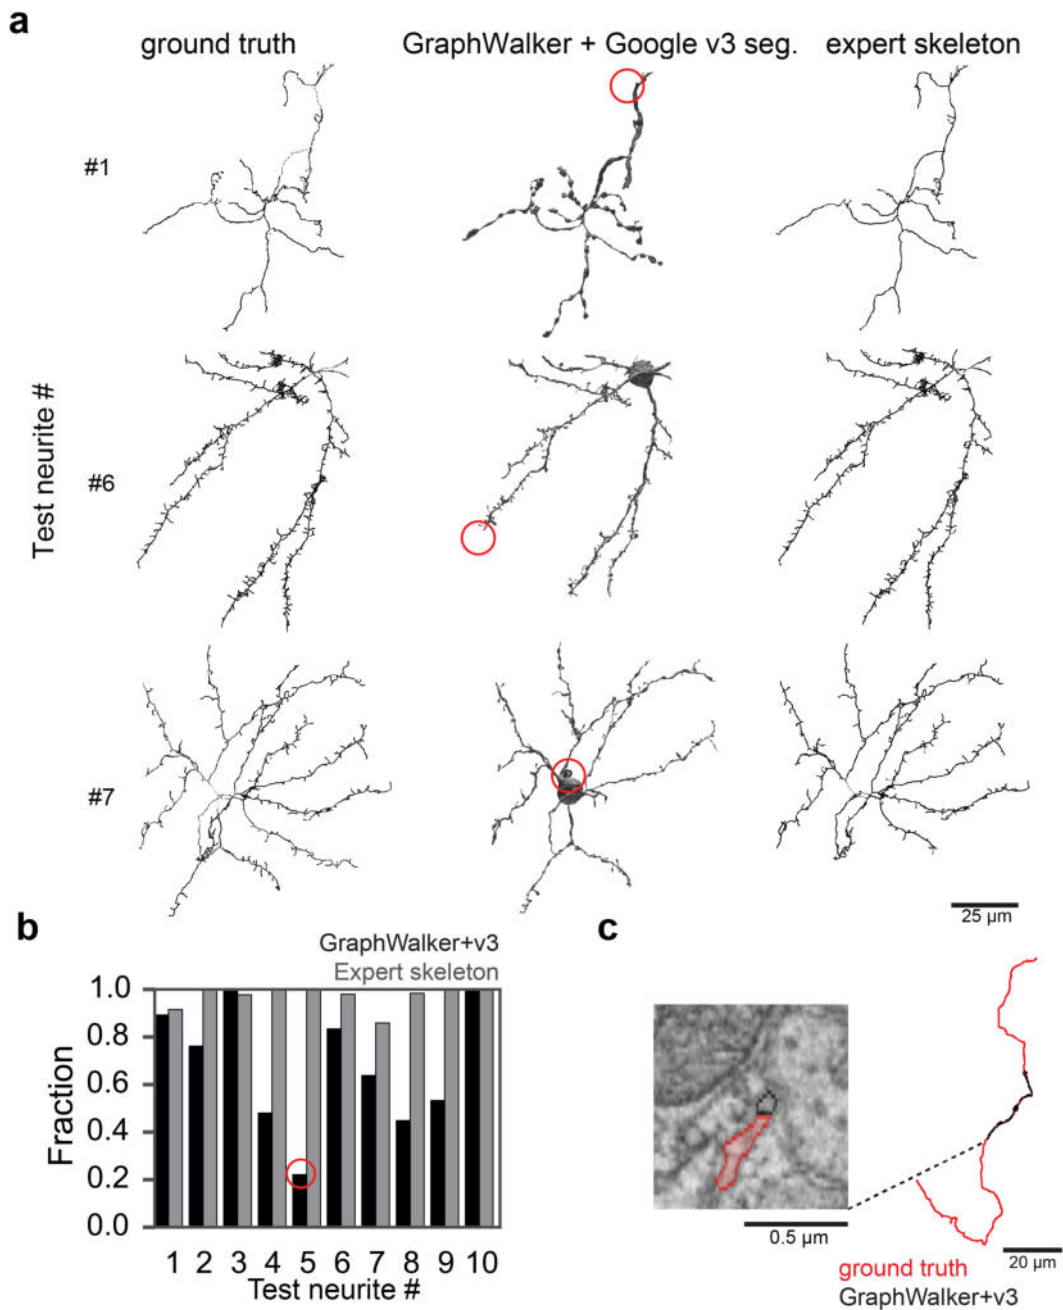 a
ground truth
GraphWalker + Google v3 seg.
expert skeleton
#1
Test neurite #
#6
#7
25 µm
b
GraphWalker+v3
Expert skeleton
1.0
0.8
0.6
0.4
0.2
0.0
Fraction
1 2 3 4 5 6 7 8 9 10
Test neurite #
c
0.5 µm
20 µm
ground truth
GraphWalker+v3